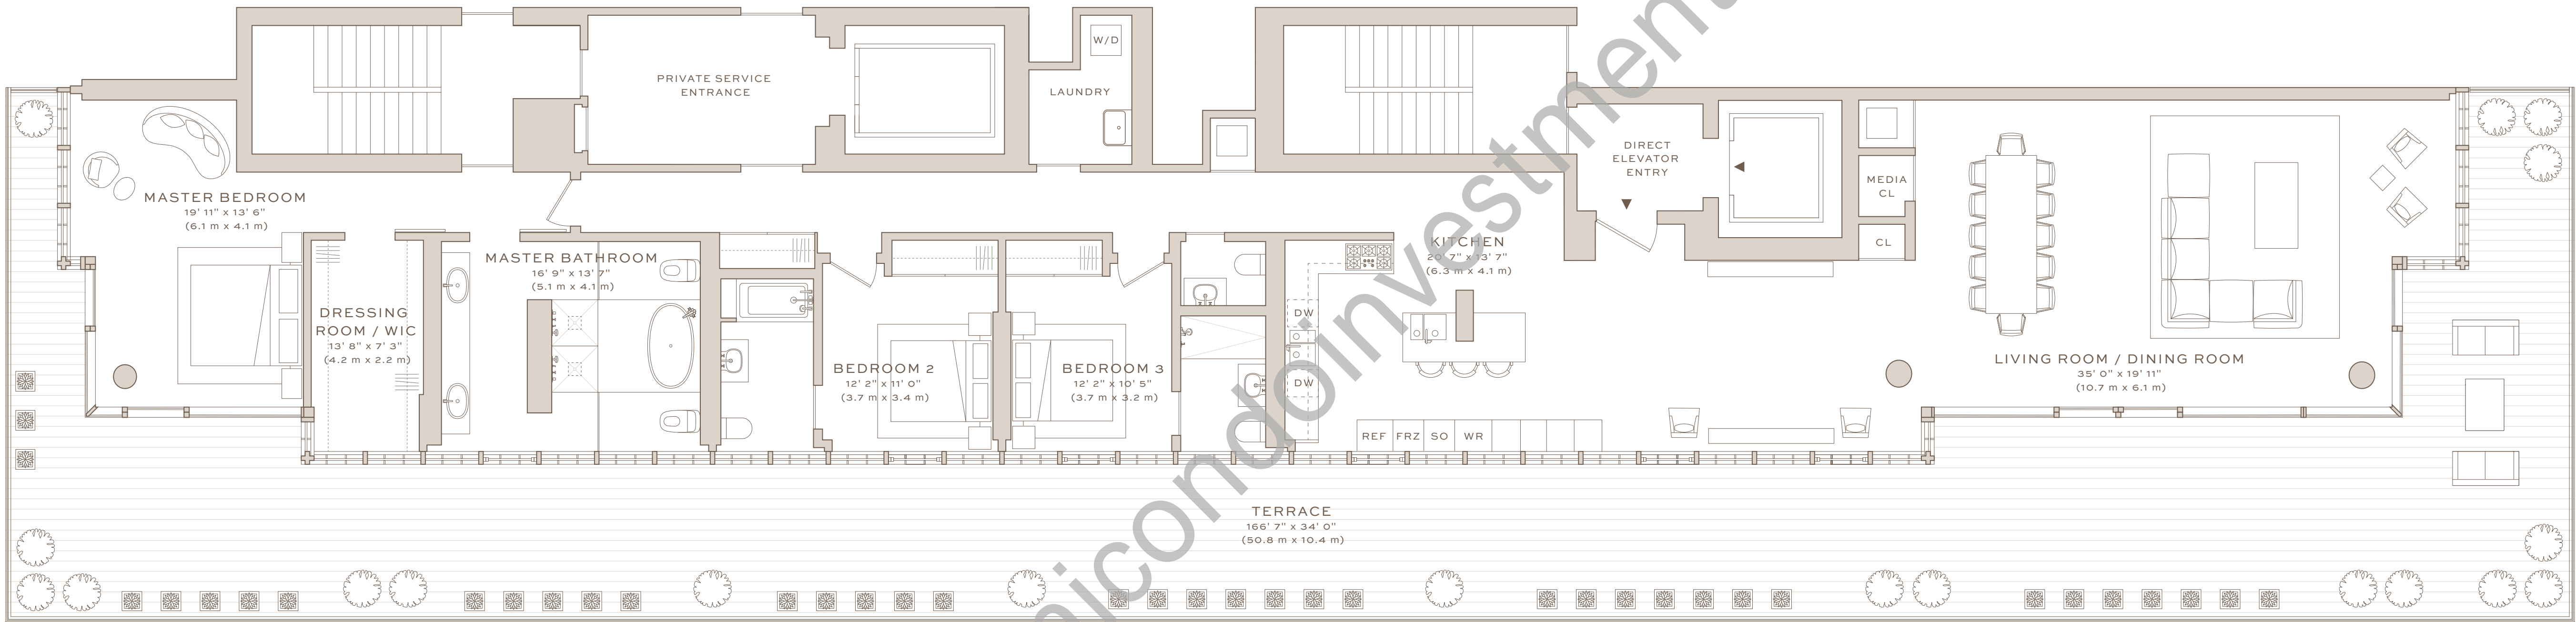 W/D
PRIVATE SERVICE
ENTRANCE
LAUNDRY
DIRECT
ELEVATOR
ENTRY
MEDIA
CL
CL
MASTER BEDROOM
19' 11" x 13' 6"
(6.1 m x 4.1 m)
MASTER BATHROOM
16' 9" x 13' 7"
(5.1 m x 4.1 m)
KITCHEN
20' 7" x 13' 7"
(6.3 m x 4.1 m)
DRESSING
ROOM / WIC
13' 8" x 7' 3"
(4.2 m x 2.2 m)
DW
DW
BEDROOM 2
12' 2" x 11' 0"
(3.7 m x 3.4 m)
BEDROOM 3
12' 2" x 10' 5"
(3.7 m x 3.2 m)
LIVING ROOM / DINING ROOM
35' 0" x 19' 11"
(10.7 m x 6.1 m)
REF FRZ SO WR
TERRACE
166' 7" x 34' 0"
(50.8 m x 10.4 m)
nicondoinvestment